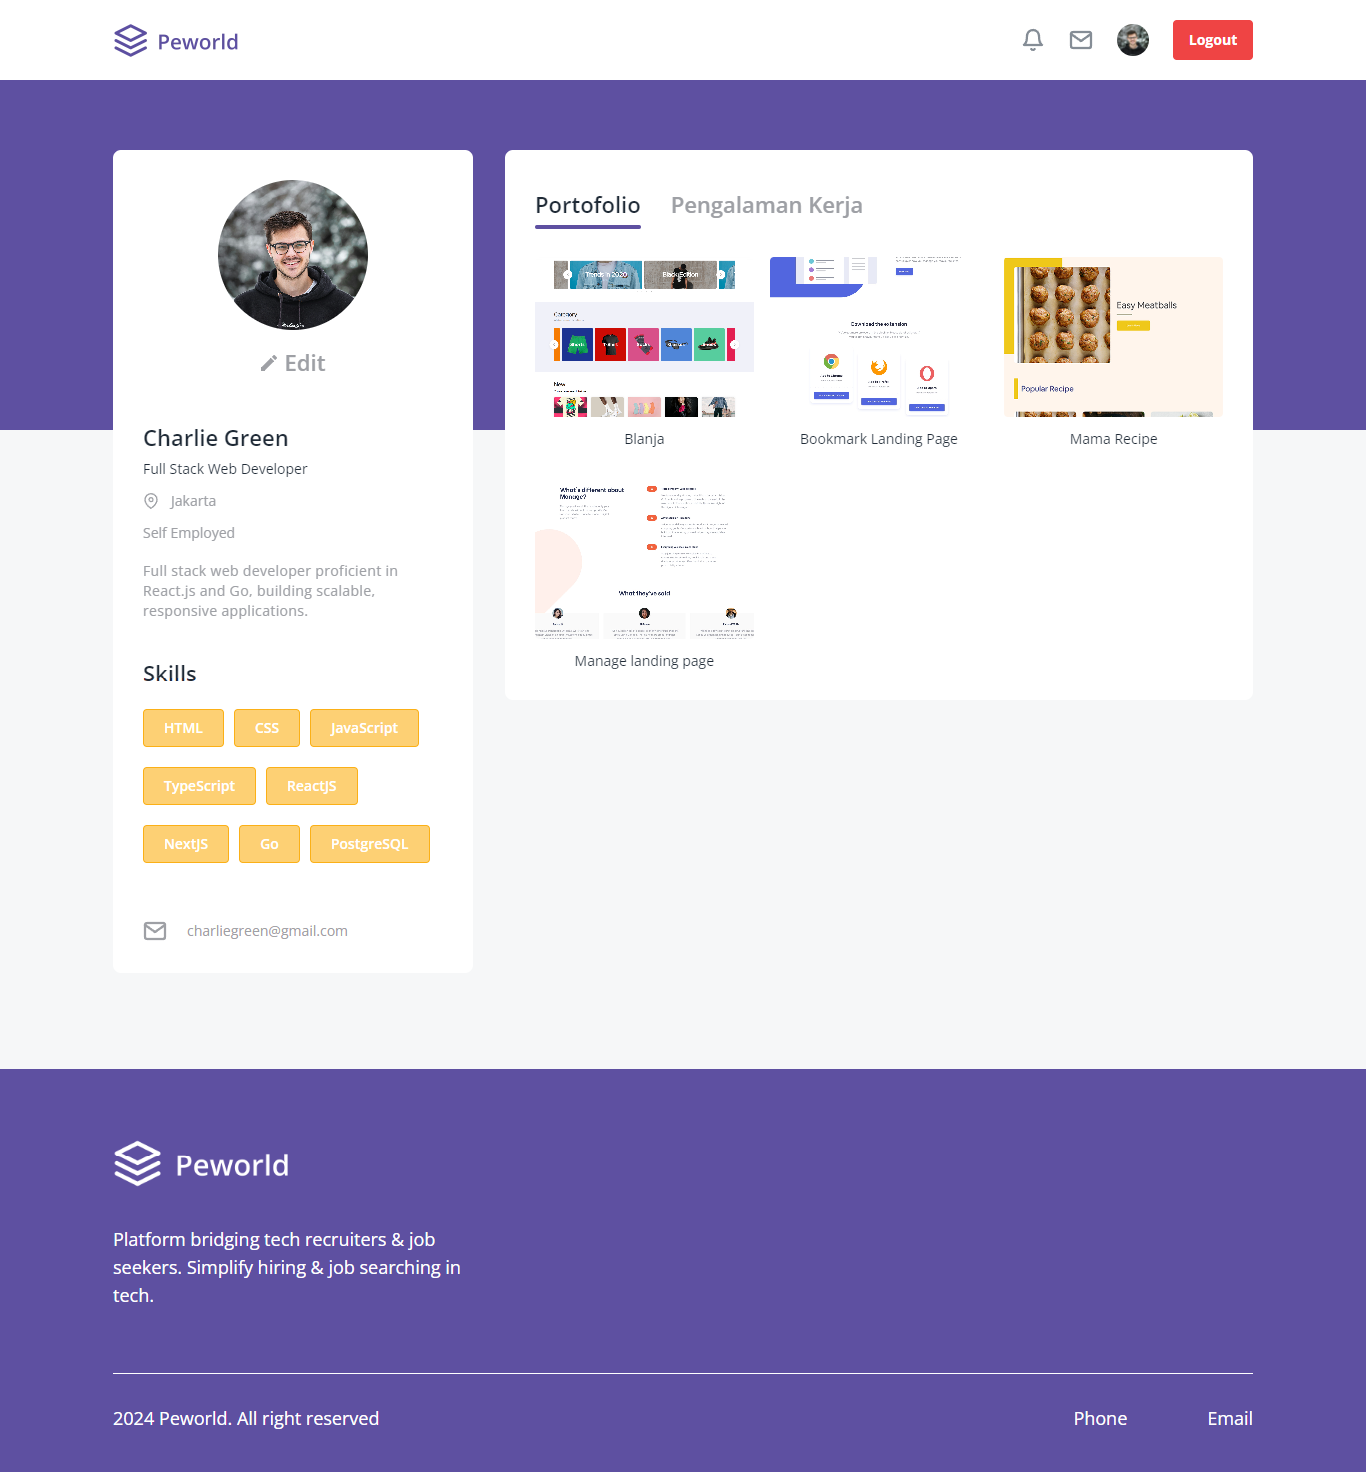 Peworld
Logout
Edit
Charlie Green
Full Stack Web Developer
Jakarta
Self Employed
Full stack web developer proficient in
React.js and Go, building scalable,
responsive applications.
Skills
HTML CSS JavaScript
TypeScript ReactJS
NextJS Go PostgreSQL
charliegreen@gmail.com
Portofolio Pengalaman Kerja
Trends in 2020 Black Edition
Category
New
Blanja
Download the extension
Bookmark Landing Page
Easy Meatballs
Popular Recipe
Mama Recipe
What's different about
Manage?
What they've said
Manage landing page
Peworld
Platform bridging tech recruiters & job
seekers. Simplify hiring & job searching in
tech.
2024 Peworld. All right reserved
Phone Email